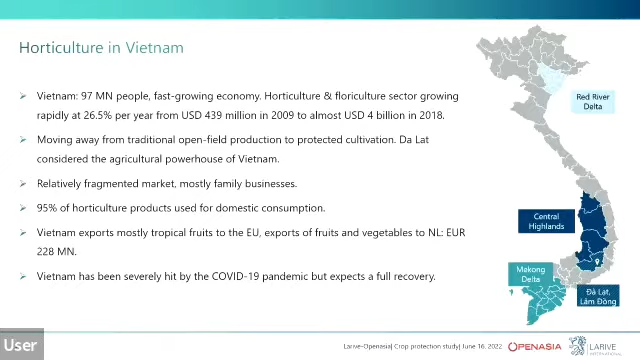 Horticulture in Vietnam
Vietnam: 97 MN people, fast-growing economy. Horticulture & floriculture sector growing
rapidly at 26.5% per year from USD 439 million in 2009 to almost USD 4 billion in 2018.
Moving away from traditional open-field production to protected cultivation. Da Lat
considered the agricultural powerhouse of Vietnam.
Relatively fragmented market, mostly family businesses.
95% of horticulture products used for domestic consumption.
Vietnam exports mostly tropical fruits to the EU, exports of fruits and vegetables to NL: EUR
228 MN.
Vietnam has been severely hit by the COVID-19 pandemic but expects a full recovery.
Red River
Delta
Central
Highlands
Mekong
Delta
Đà Lạt,
Lâm Đồng
User
Larive-Openasia| Crop protection study| June 16, 2022
OPENASIA
LARIVE
INTERNATIONAL